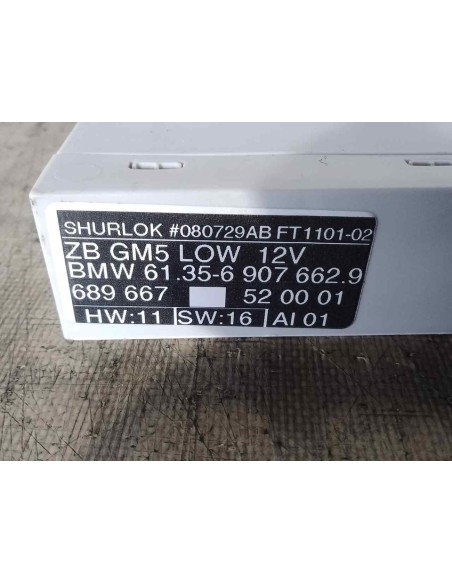 SHURLOK #080729AB FT1101-02
ZB GM5 LOW 12V
BMW 61.35-6 907 662.9
689 667 52 00 01
HW:11 SW:16 AI 01